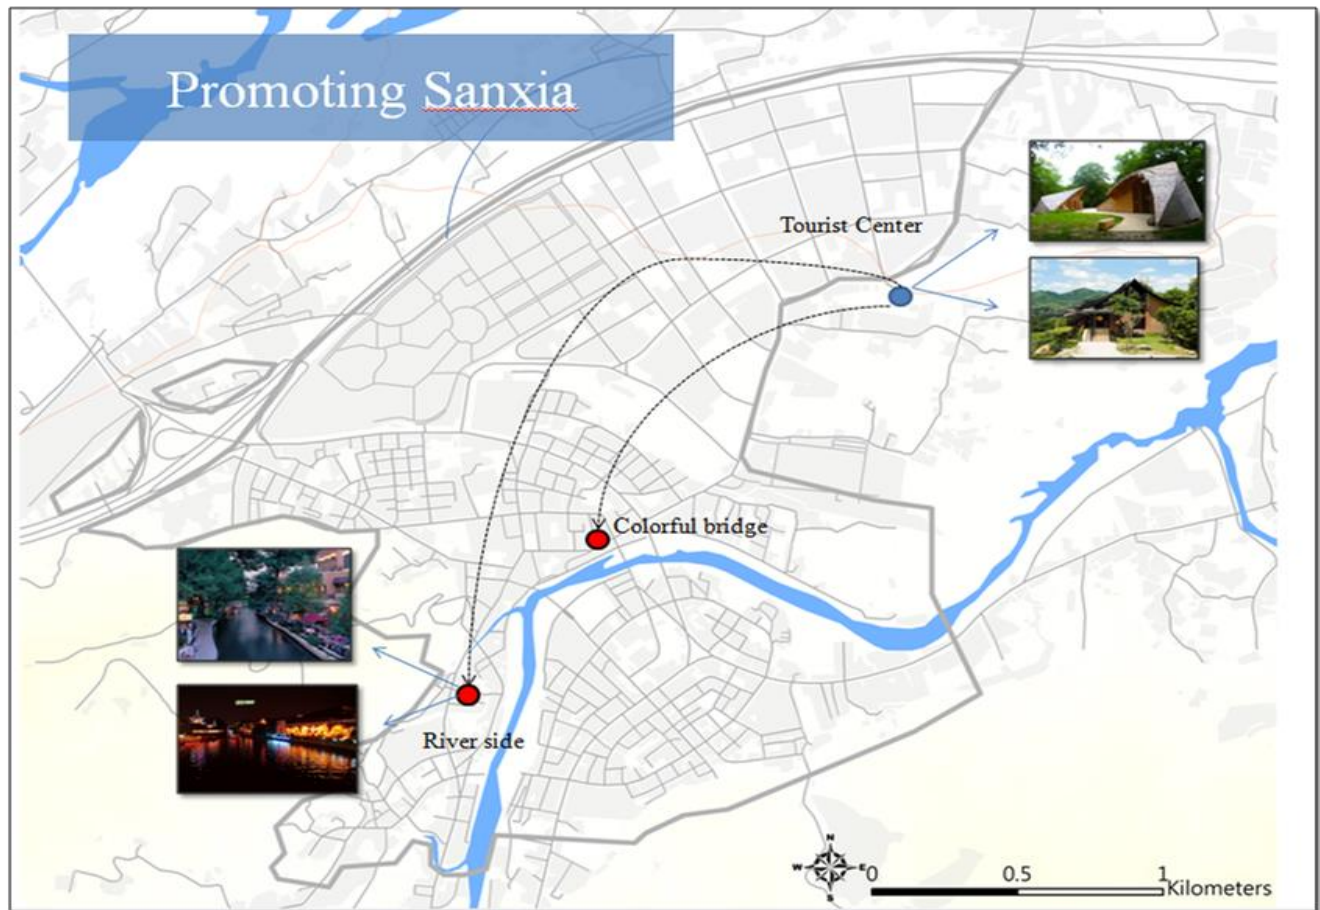 Promoting Sanxia
Tourist Center
Colorful bridge
River side
N
W E
S
0 0.5 1
Kilometers